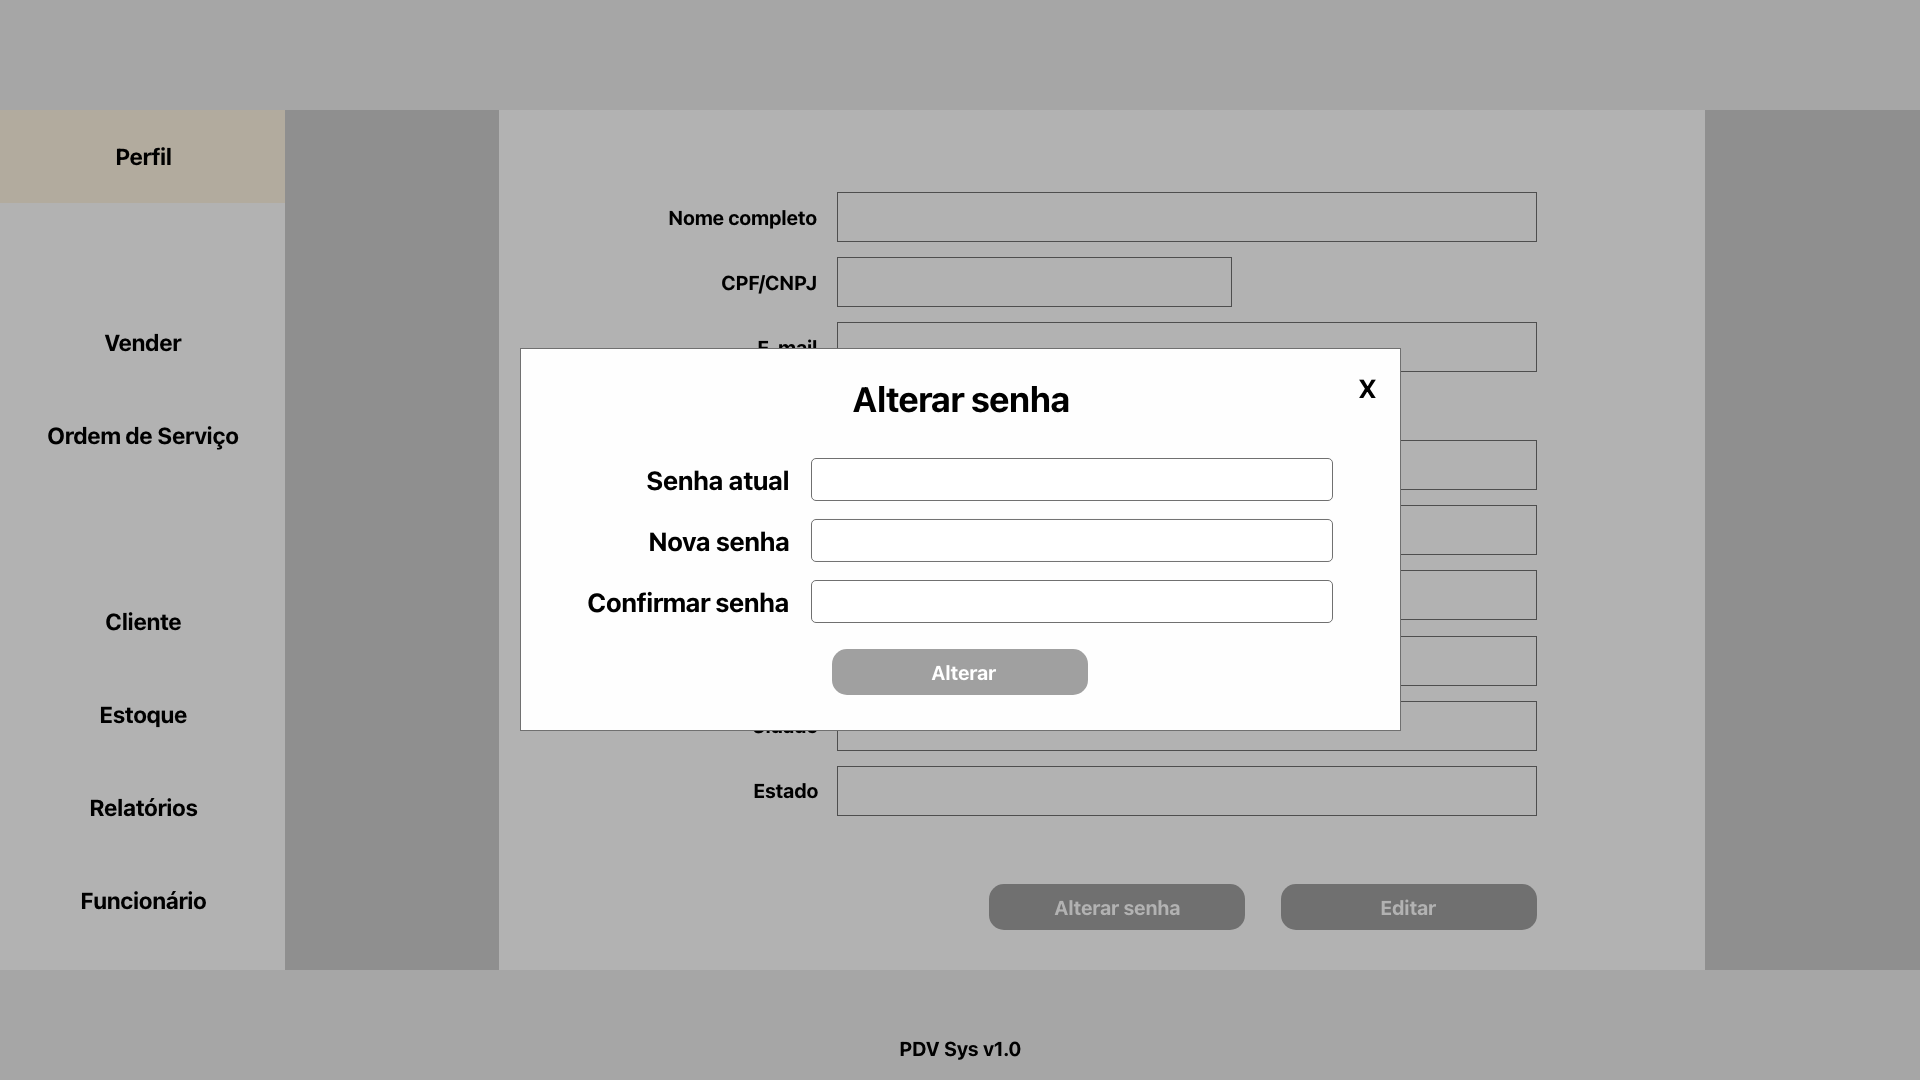 Perfil
Vender
Ordem de Serviço
Cliente
Estoque
Relatórios
Funcionário
Nome completo
CPF/CNPJ
E-mail
Alterar senha
X
Senha atual
Nova senha
Confirmar senha
Alterar
Estado
Alterar senha
Editar
PDV Sys v1.0